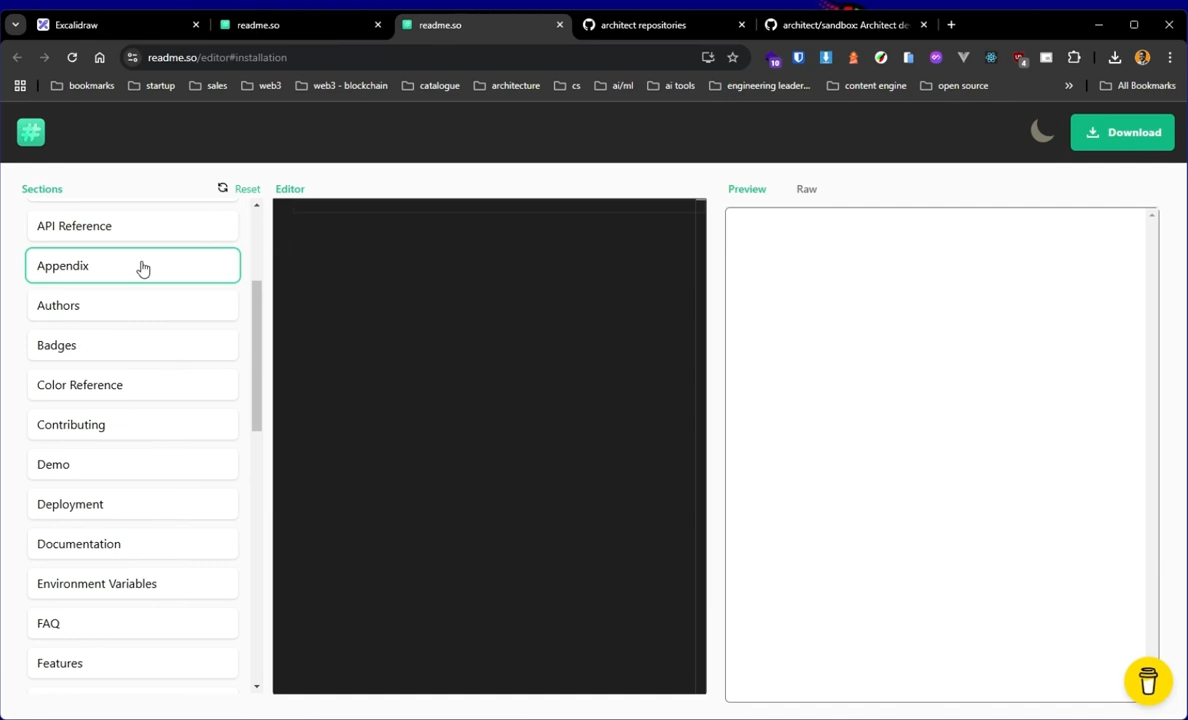 Excalidraw
readme.so
readme.so
architect repositories
architect/sandbox: Architect de
readme.so/editor#installation
10
4
bookmarks
startup
sales
web3
web3 - blockchain
catalogue
architecture
cs
ai/ml
ai tools
engineering leader...
content engine
open source
»
All Bookmarks
#
Download
Sections
Reset
Editor
Preview
Raw
API Reference
Appendix
Authors
Badges
Color Reference
Contributing
Demo
Deployment
Documentation
Environment Variables
FAQ
Features